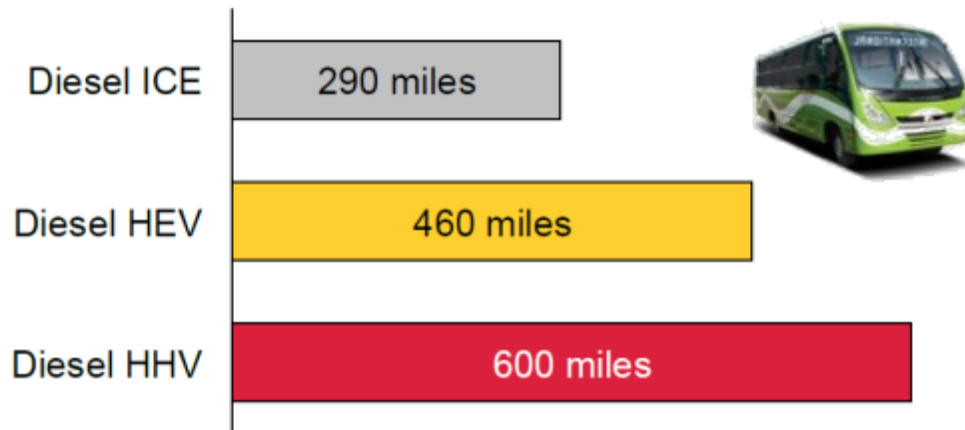 Diesel ICE
290 miles
Diesel HEV
460 miles
Diesel HHV
600 miles